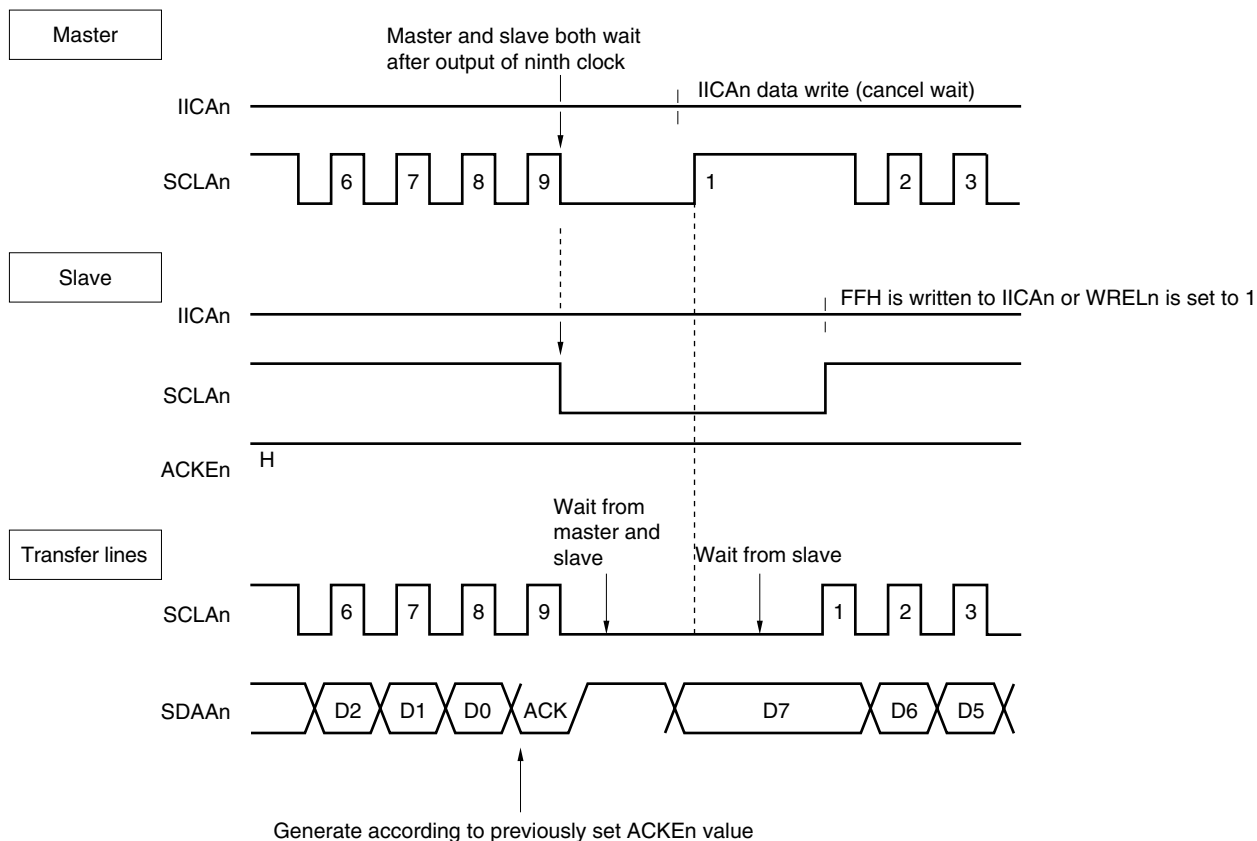 Master
Master and slave both wait
after output of ninth clock
IICAn
IICAn data write (cancel wait)
SCLAn
6 7 8 9 1 2 3
Slave
IICAn
FFH is written to IICAn or WRELn is set to 1
SCLAn
ACKEn
H
Transfer lines
Wait from
master and
slave
Wait from slave
SCLAn
6 7 8 9 1 2 3
SDAAn
D2 D1 D0 ACK D7 D6 D5
Generate according to previously set ACKEn value